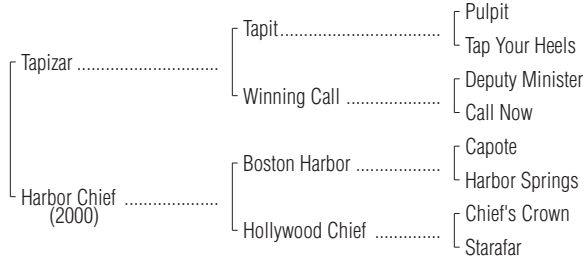 Pulpit
Tapit
Tap Your Heels
Tapizar
Deputy Minister
Winning Call
Call Now
Capote
Boston Harbor
Harbor Springs
Harbor Chief
(2000)
Chief's Crown
Hollywood Chief
Starafar